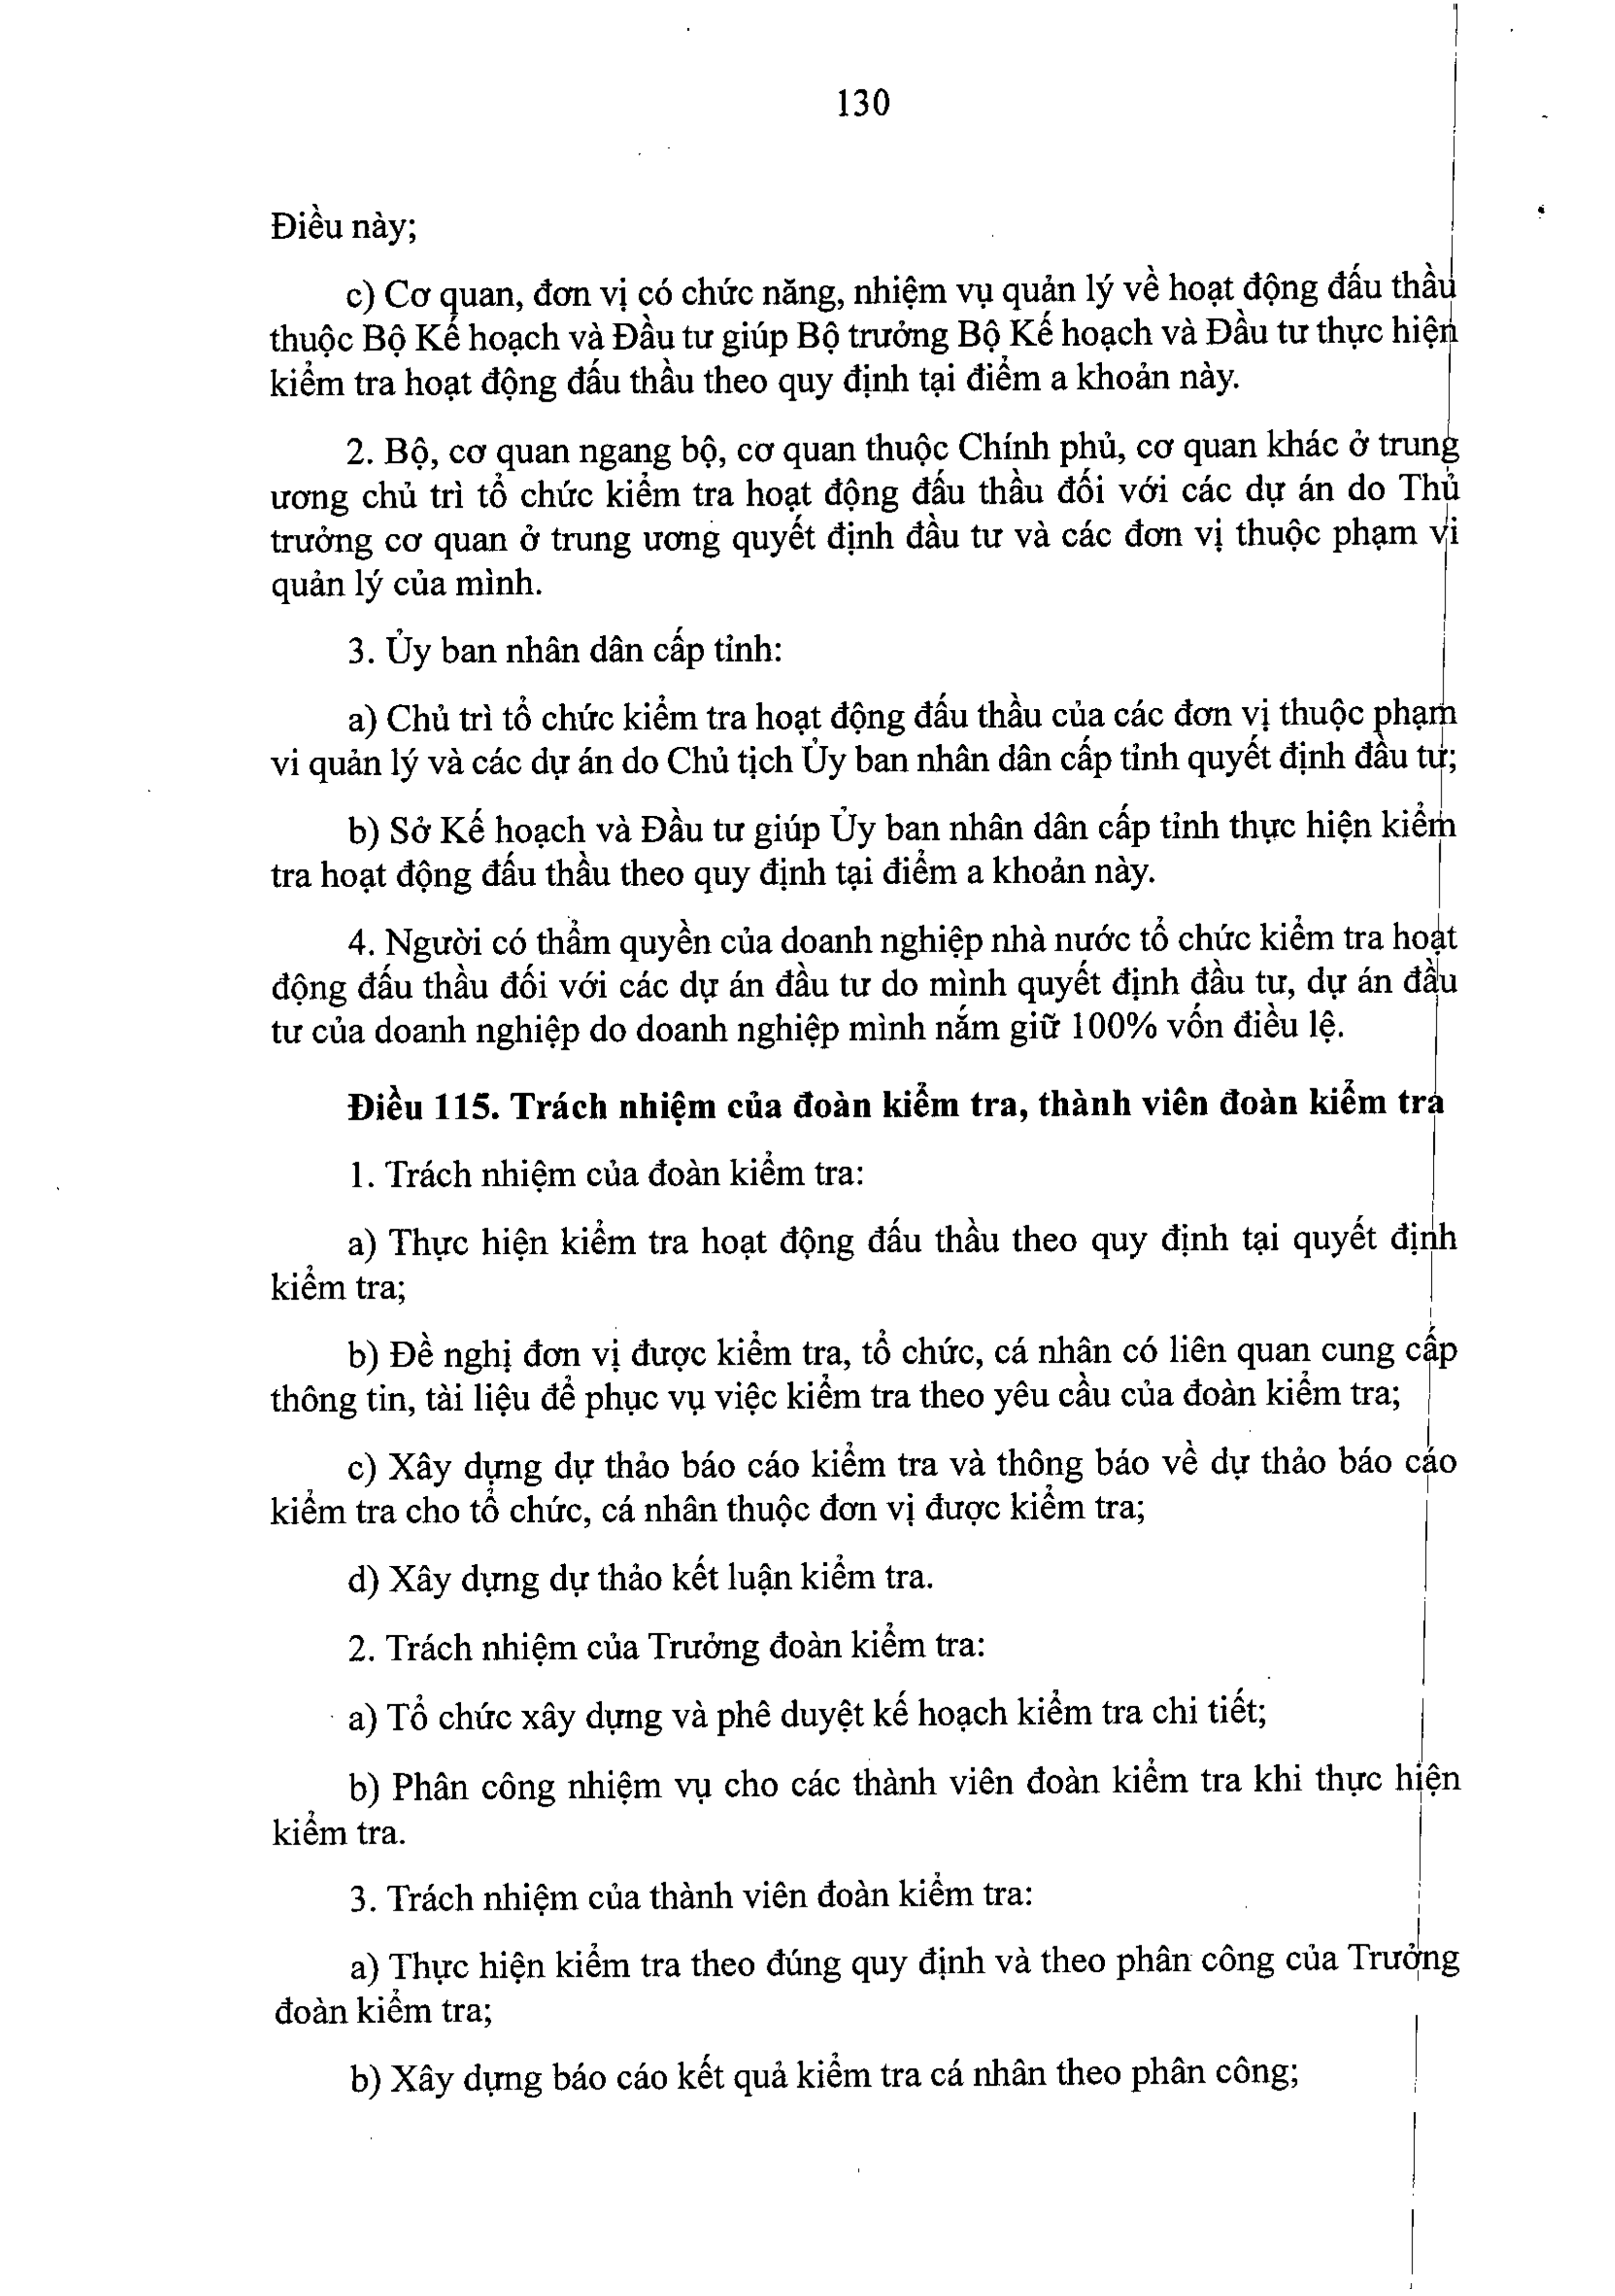 130
Điều này;
c) Cơ quan, đơn vị có chức năng, nhiệm vụ quản lý về hoạt động đấu thầu
thuộc Bộ Kế hoạch và Đầu tư giúp Bộ trưởng Bộ Kế hoạch và Đầu tư thực hiện
kiểm tra hoạt động đấu thầu theo quy định tại điểm a khoản này.
2. Bộ, cơ quan ngang bộ, cơ quan thuộc Chính phủ, cơ quan khác ở trung
ương chủ trì tổ chức kiểm tra hoạt động đấu thầu đối với các dự án do Thủ
trưởng cơ quan ở trung ương quyết định đầu tư và các đơn vị thuộc phạm vi
quản lý của mình.
3. Ủy ban nhân dân cấp tỉnh:
a) Chủ trì tổ chức kiểm tra hoạt động đấu thầu của các đơn vị thuộc phạm
vi quản lý và các dự án do Chủ tịch Ủy ban nhân dân cấp tỉnh quyết định đầu tư;
b) Sở Kế hoạch và Đầu tư giúp Ủy ban nhân dân cấp tỉnh thực hiện kiểm
tra hoạt động đấu thầu theo quy định tại điểm a khoản này.
4. Người có thẩm quyền của doanh nghiệp nhà nước tổ chức kiểm tra hoạt
động đấu thầu đối với các dự án đầu tư do mình quyết định đầu tư, dự án đầu
tư của doanh nghiệp do doanh nghiệp mình nắm giữ 100% vốn điều lệ.
Điều 115. Trách nhiệm của đoàn kiểm tra, thành viên đoàn kiểm tra
1. Trách nhiệm của đoàn kiểm tra:
a) Thực hiện kiểm tra hoạt động đấu thầu theo quy định tại quyết định
kiểm tra;
b) Đề nghị đơn vị được kiểm tra, tổ chức, cá nhân có liên quan cung cấp
thông tin, tài liệu để phục vụ việc kiểm tra theo yêu cầu của đoàn kiểm tra;
c) Xây dựng dự thảo báo cáo kiểm tra và thông báo về dự thảo báo cáo
kiểm tra cho tổ chức, cá nhân thuộc đơn vị được kiểm tra;
d) Xây dựng dự thảo kết luận kiểm tra.
2. Trách nhiệm của Trưởng đoàn kiểm tra:
a) Tổ chức xây dựng và phê duyệt kế hoạch kiểm tra chi tiết;
b) Phân công nhiệm vụ cho các thành viên đoàn kiểm tra khi thực hiện
kiểm tra.
3. Trách nhiệm của thành viên đoàn kiểm tra:
a) Thực hiện kiểm tra theo đúng quy định và theo phân công của Trưởng
đoàn kiểm tra;
b) Xây dựng báo cáo kết quả kiểm tra cá nhân theo phân công;